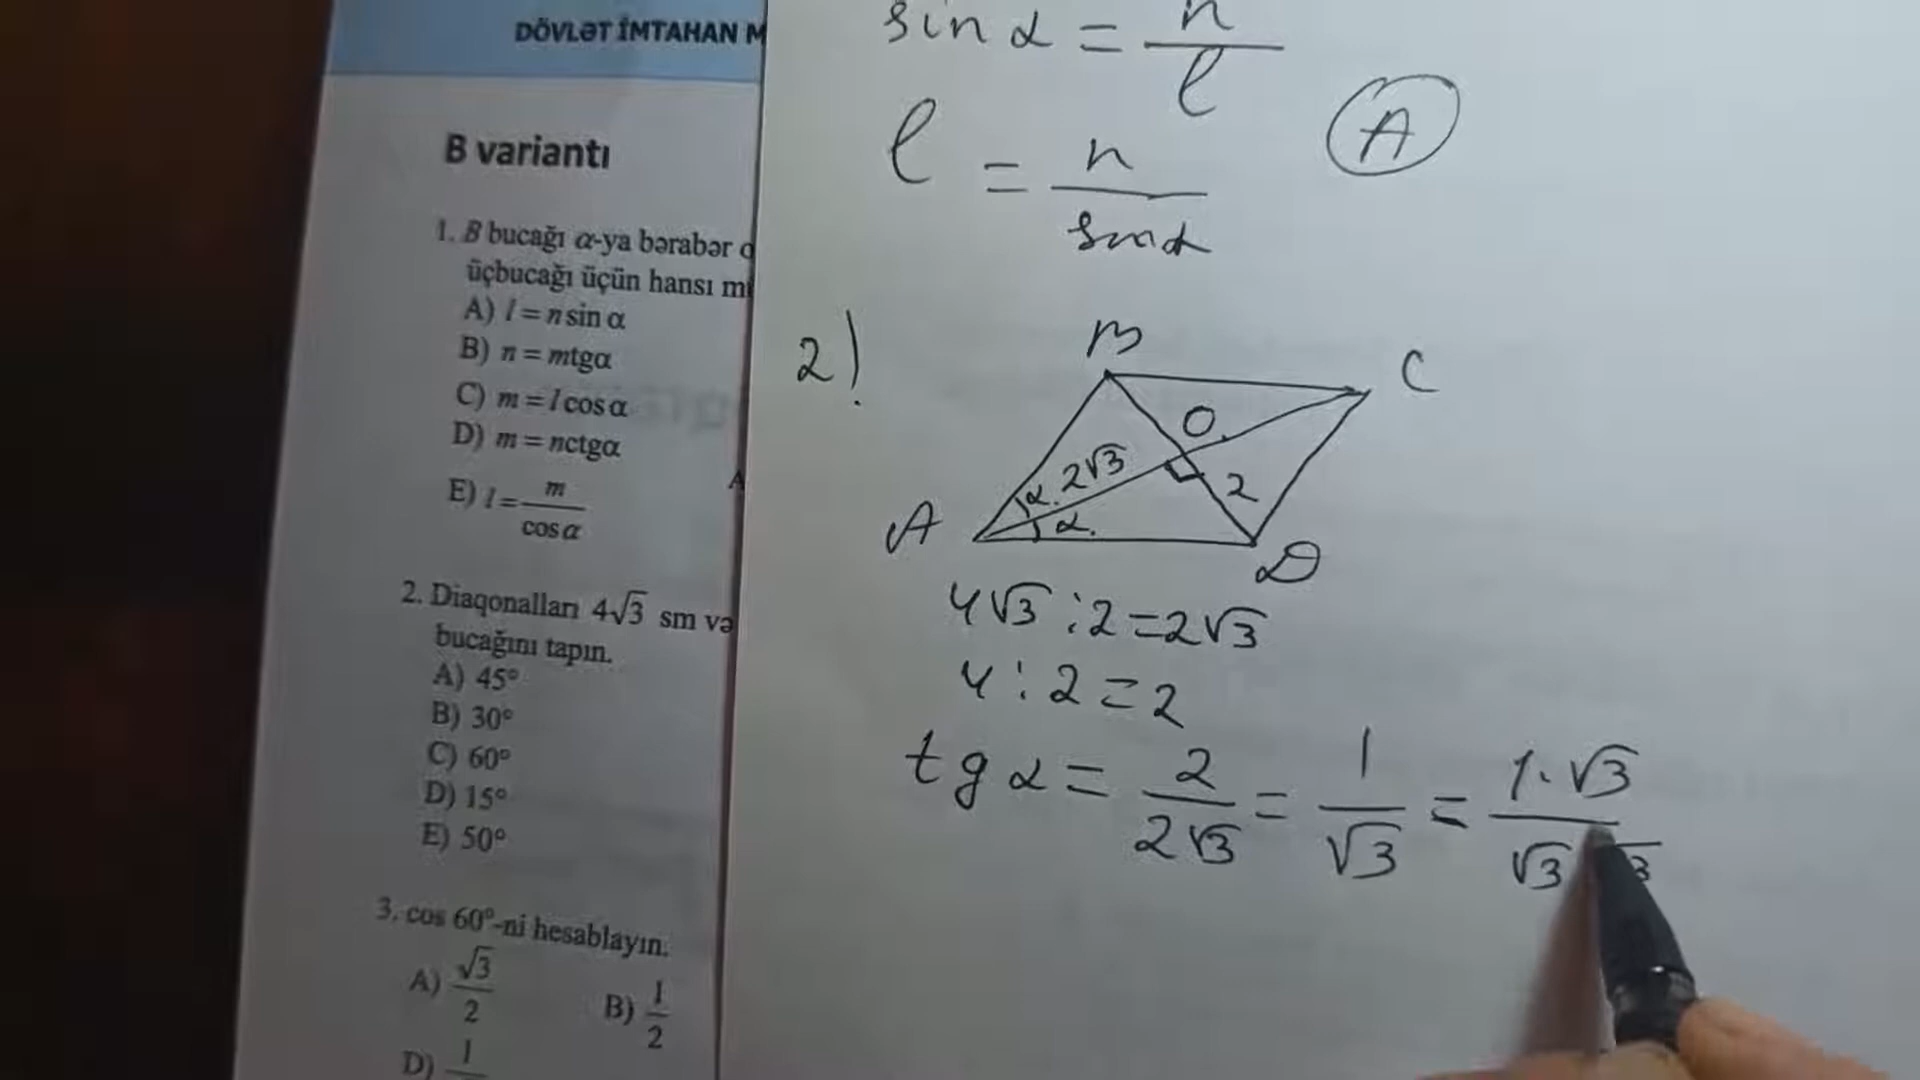 DÖVLƏT İMTAHAN M
B variantı
1. B bucağı α-ya bərabər
üçbucağı üçün hansı
A) l = n sin α
B) n = mtgα
C) m = l cos α
D) m = nctgα
E) l = m / cos α
2. Diaqonalları 4√3 sm və
bucağını tapın.
A) 45°
B) 30°
C) 60°
D) 15°
E) 50°
3. cos 60°-ni hesablayın.
A) √3 / 2 B) 1 / 2
D) 1
sin α = n / l
l = n / sin α
A
2)
B
C
O
α 2√3
2
A
α
D
4√3 : 2 = 2√3
4 : 2 = 2
tg α = 2 / 2√3 = 1 / √3 = 1·√3 / √3 √3